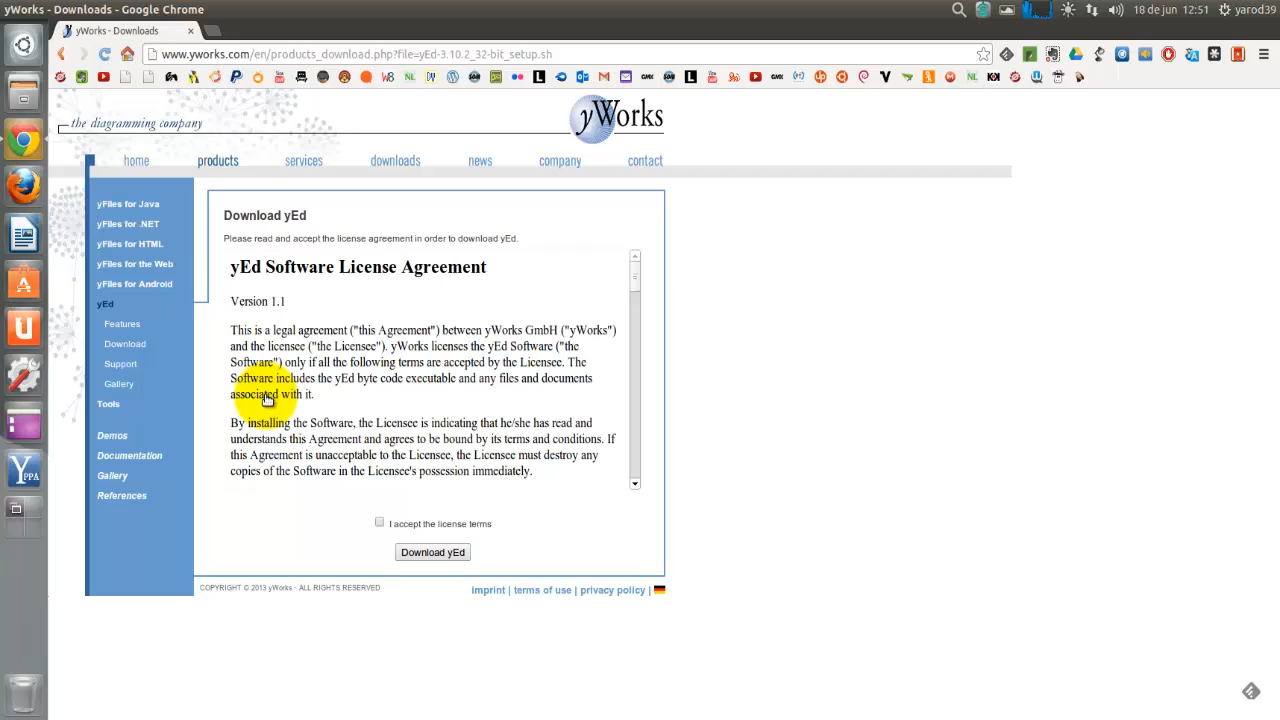 yWorks - Downloads - Google Chrome
18 de jun 12:51
yarod39
yWorks - Downloads
www.yworks.com/en/products_download.php?file=yEd-3.10.2_32-bit_setup.sh
the diagramming company
yWorks
home products services downloads news company contact
yFiles for Java
yFiles for .NET
yFiles for HTML
yFiles for the Web
yFiles for Android
yEd
Features
Download
Support
Gallery
Tools
Demos
Documentation
Gallery
References
Download yEd
Please read and accept the license agreement in order to download yEd.
yEd Software License Agreement
Version 1.1
This is a legal agreement ("this Agreement") between yWorks GmbH ("yWorks")
and the licensee ("the Licensee"). yWorks licenses the yEd Software ("the
Software") only if all the following terms are accepted by the Licensee. The
Software includes the yEd byte code executable and any files and documents
associated with it.
By installing the Software, the Licensee is indicating that he/she has read and
understands this Agreement and agrees to be bound by its terms and conditions. If
this Agreement is unacceptable to the Licensee, the Licensee must destroy any
copies of the Software in the Licensee's possession immediately.
I accept the license terms
Download yEd
COPYRIGHT © 2013 yWorks · ALL RIGHTS RESERVED
imprint | terms of use | privacy policy |
YPPA